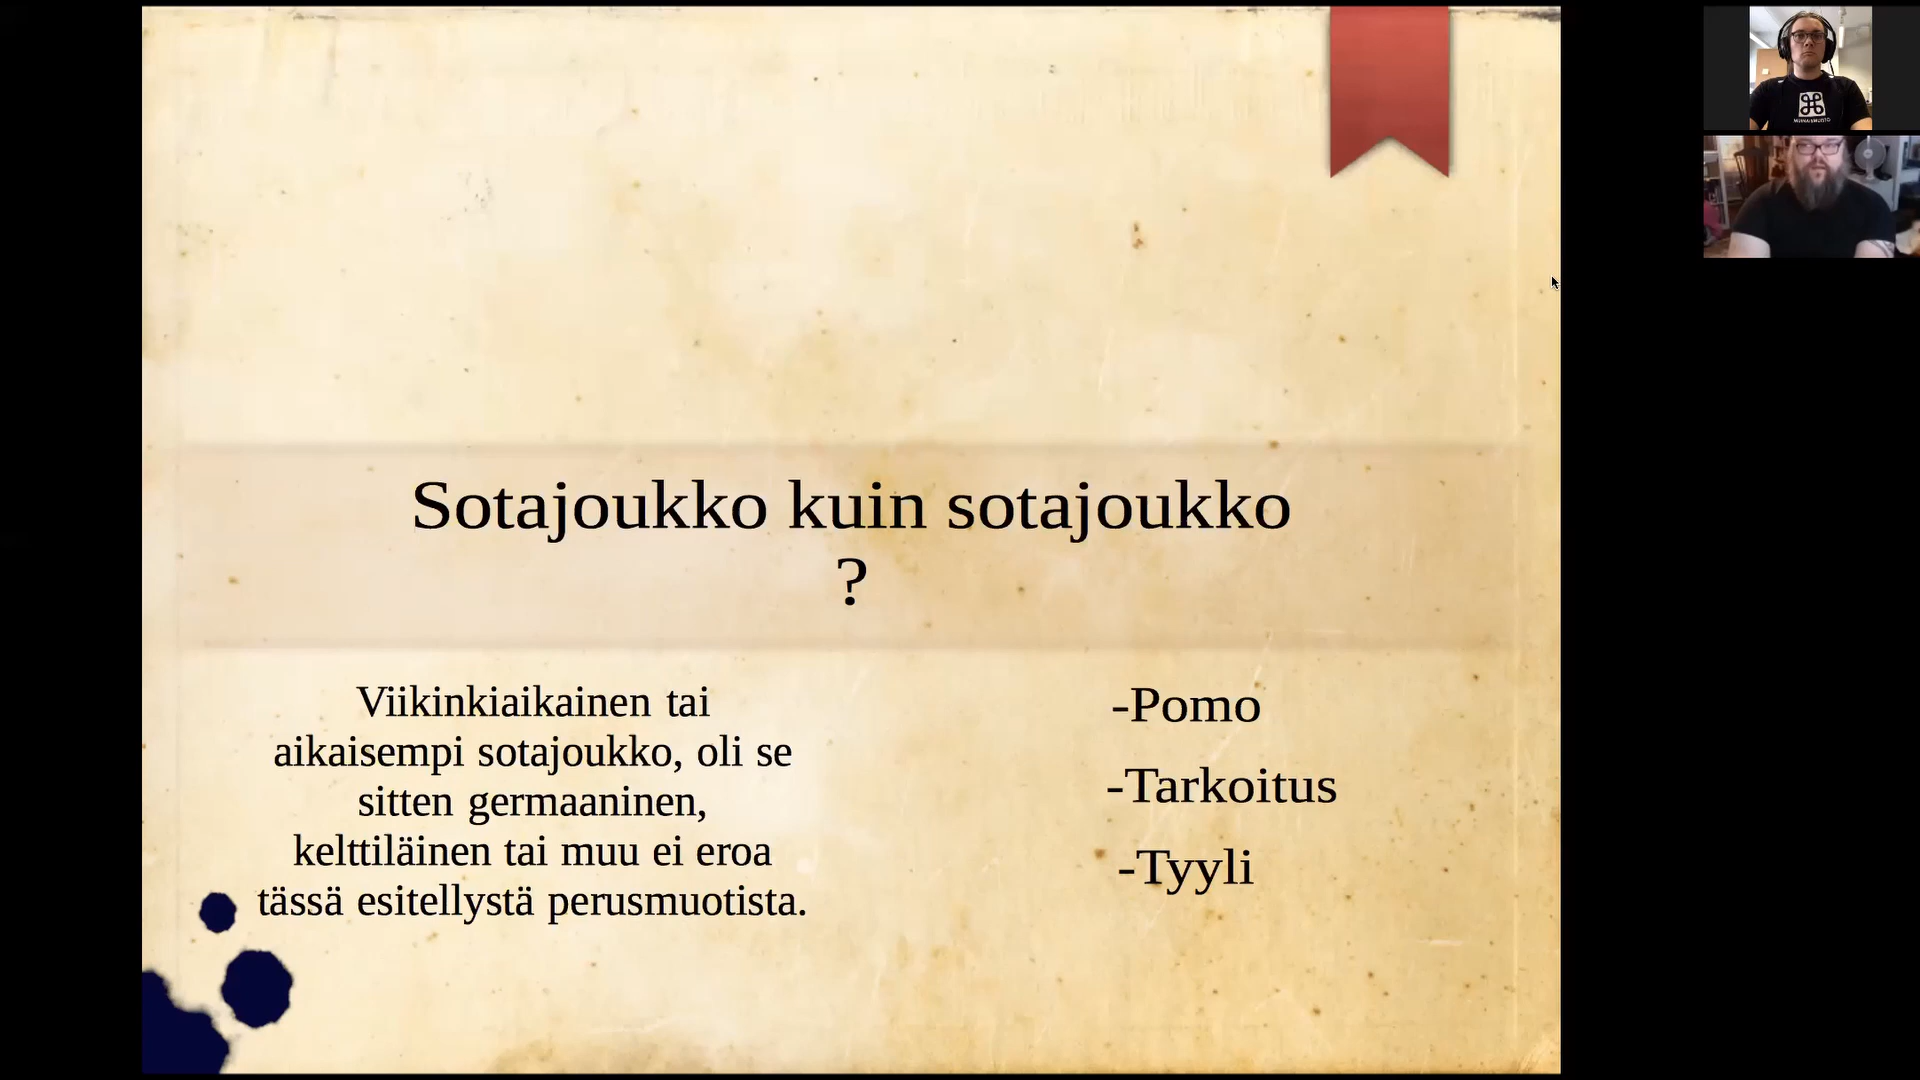 Sotajoukko kuin sotajoukko
?
Viikinkiaikainen tai
aikaisempi sotajoukko, oli se
sitten germaaninen,
kelttiläinen tai muu ei eroa
tässä esitellystä perusmuotista.
-Pomo
-Tarkoitus
-Tyyli